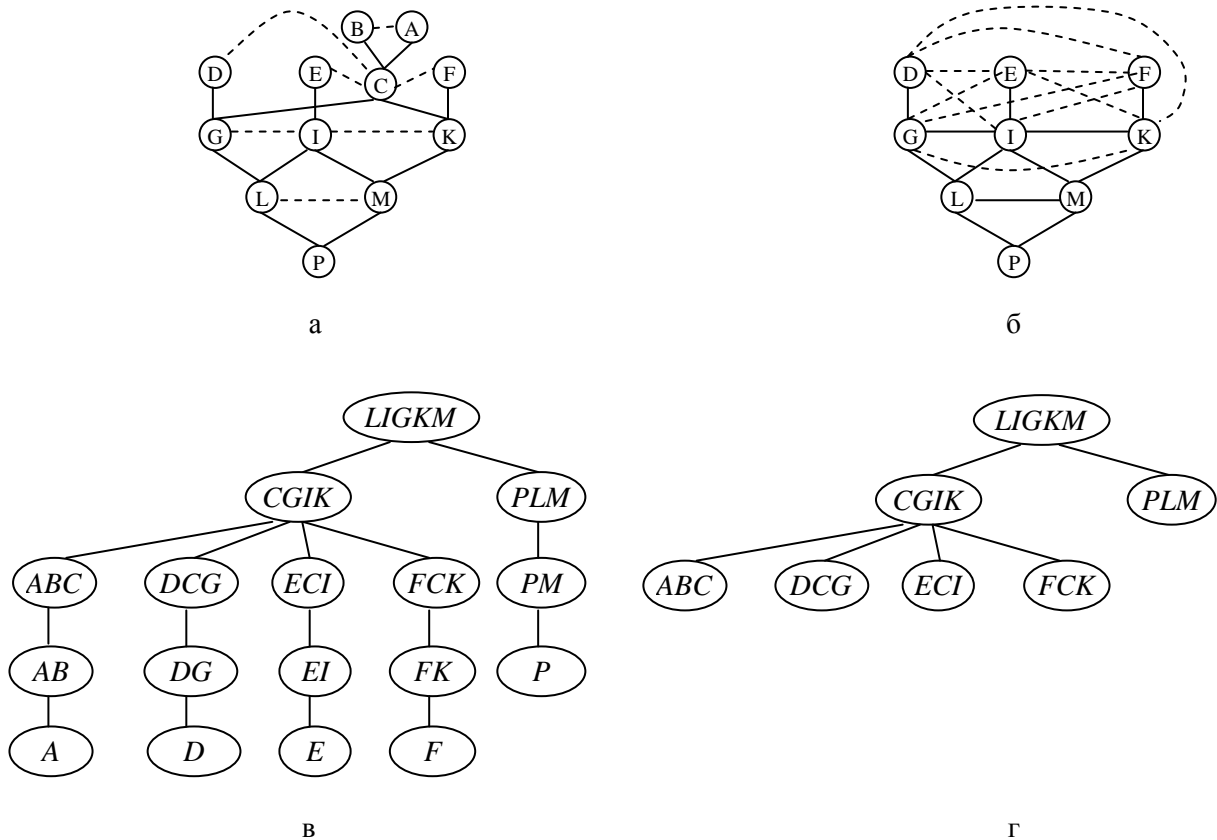 B A
D E C F
G I K
L M
P
а
D E F
G I K
L M
P
б
LIGKM
CGIK PLM
ABC DCG ECI FCK PM
AB DG EI FK P
A D E F
в
LIGKM
CGIK PLM
ABC DCG ECI FCK
г